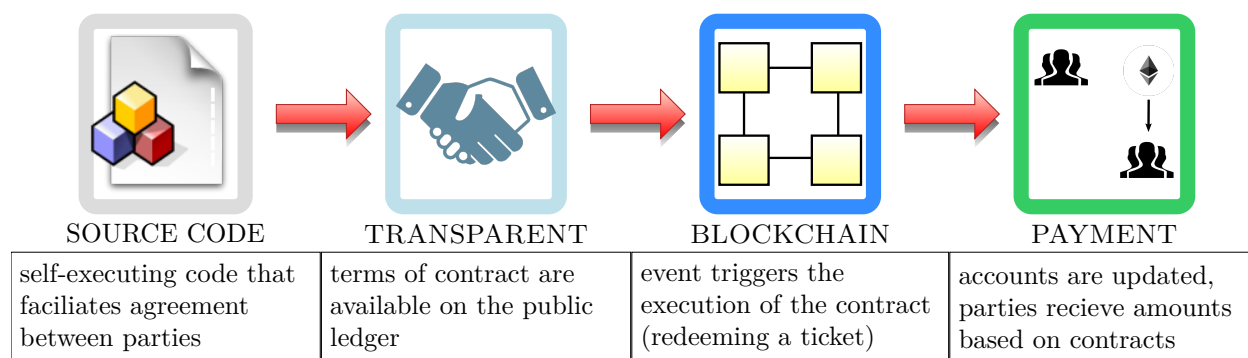 SOURCE CODE
TRANSPARENT
BLOCKCHAIN
PAYMENT
self-executing code that
faciliates agreement
between parties
terms of contract are
available on the public
ledger
event triggers the
execution of the contract
(redeeming a ticket)
accounts are updated,
parties recieve amounts
based on contracts